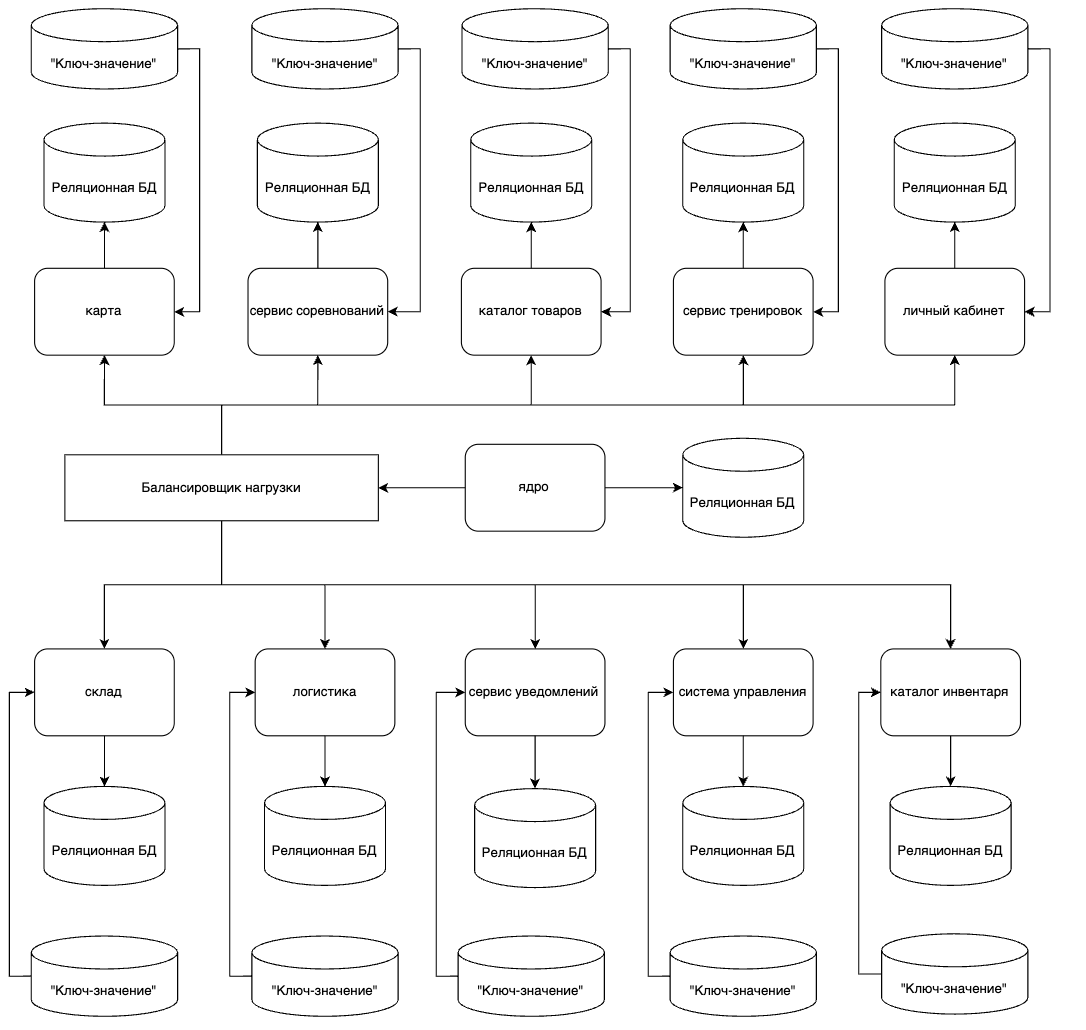 "Ключ-значение"
"Ключ-значение"
"Ключ-значение"
"Ключ-значение"
"Ключ-значение"
Реляционная БД
Реляционная БД
Реляционная БД
Реляционная БД
Реляционная БД
карта
сервис соревнований
каталог товаров
сервис тренировок
личный кабинет
Балансировщик нагрузки
ядро
Реляционная БД
склад
логистика
сервис уведомлений
система управления
каталог инвентаря
Реляционная БД
Реляционная БД
Реляционная БД
Реляционная БД
Реляционная БД
"Ключ-значение"
"Ключ-значение"
"Ключ-значение"
"Ключ-значение"
"Ключ-значение"